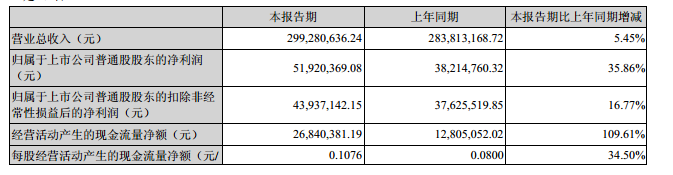 本报告期 上年同期 本报告期比上年同期增减
营业总收入（元） 299,280,636.24 283,813,168.72 5.45%
归属于上市公司普通股股东的净利润
（元） 51,920,369.08 38,214,760.32 35.86%
归属于上市公司普通股股东的扣除非经
常性损益后的净利润（元） 43,937,142.15 37,625,519.85 16.77%
经营活动产生的现金流量净额（元） 26,840,381.19 12,805,052.02 109.61%
每股经营活动产生的现金流量净额（元/ 0.1076 0.0800 34.50%